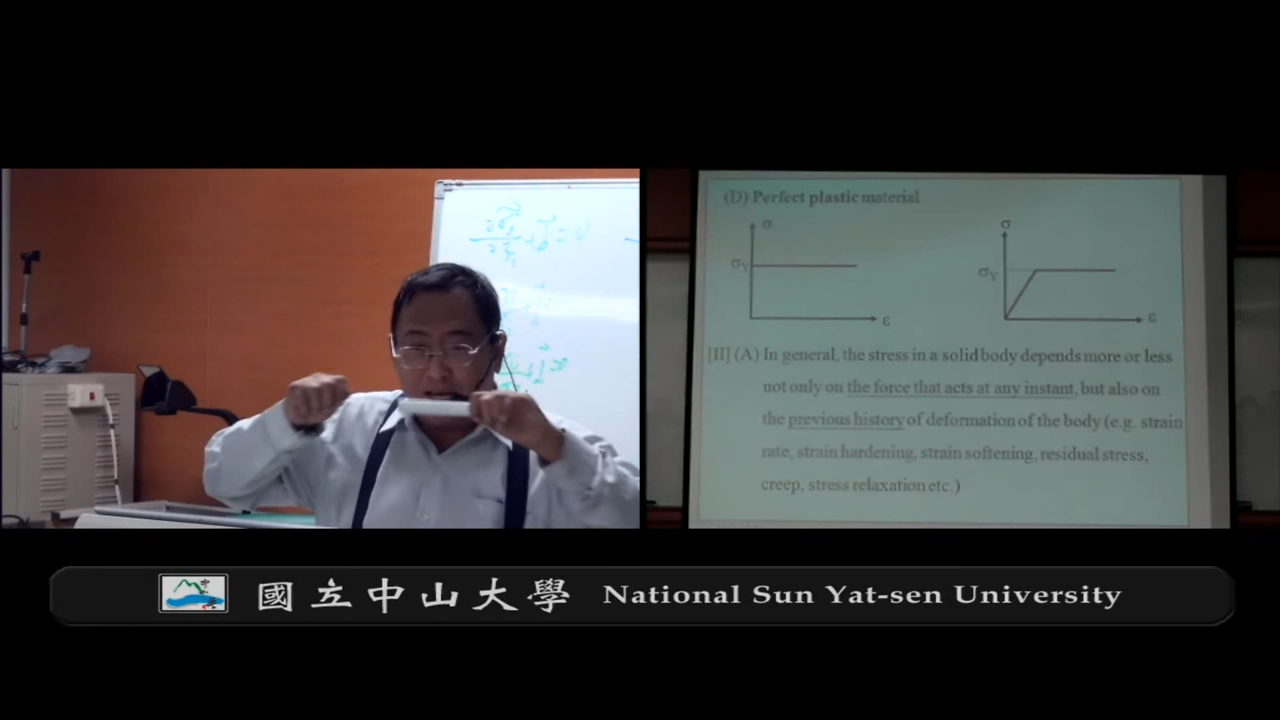 (D) Perfect plastic material
σ
σ
σY
σY
ε
ε
[II] (A) In general, the stress in a solid body depends more or less
not only on the force that acts at any instant, but also on
the previous history of deformation of the body (e.g. strain
rate, strain hardening, strain softening, residual stress,
creep, stress relaxation etc.)
國立中山大學 National Sun Yat-sen University